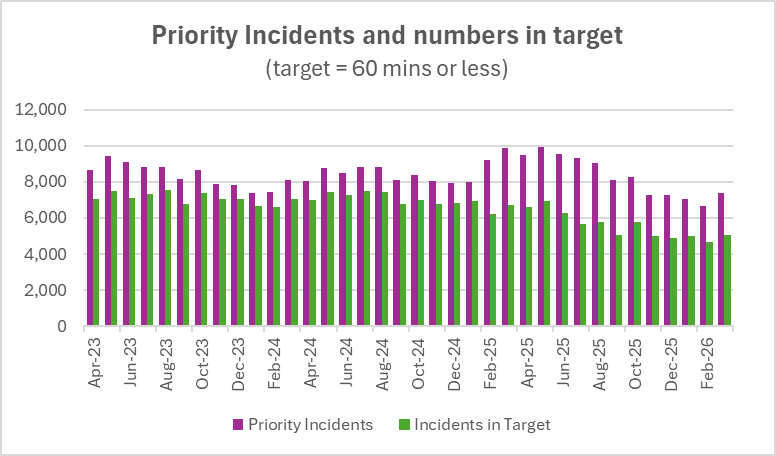 Priority Incidents and numbers in target
(target = 60 mins or less)
12,000
10,000
8,000
6,000
4,000
2,000
0
Apr-23
Jun-23
Aug-23
Oct-23
Dec-23
Feb-24
Apr-24
Jun-24
Aug-24
Oct-24
Dec-24
Feb-25
Apr-25
Jun-25
Aug-25
Oct-25
Dec-25
Feb-26
Priority Incidents
Incidents in Target